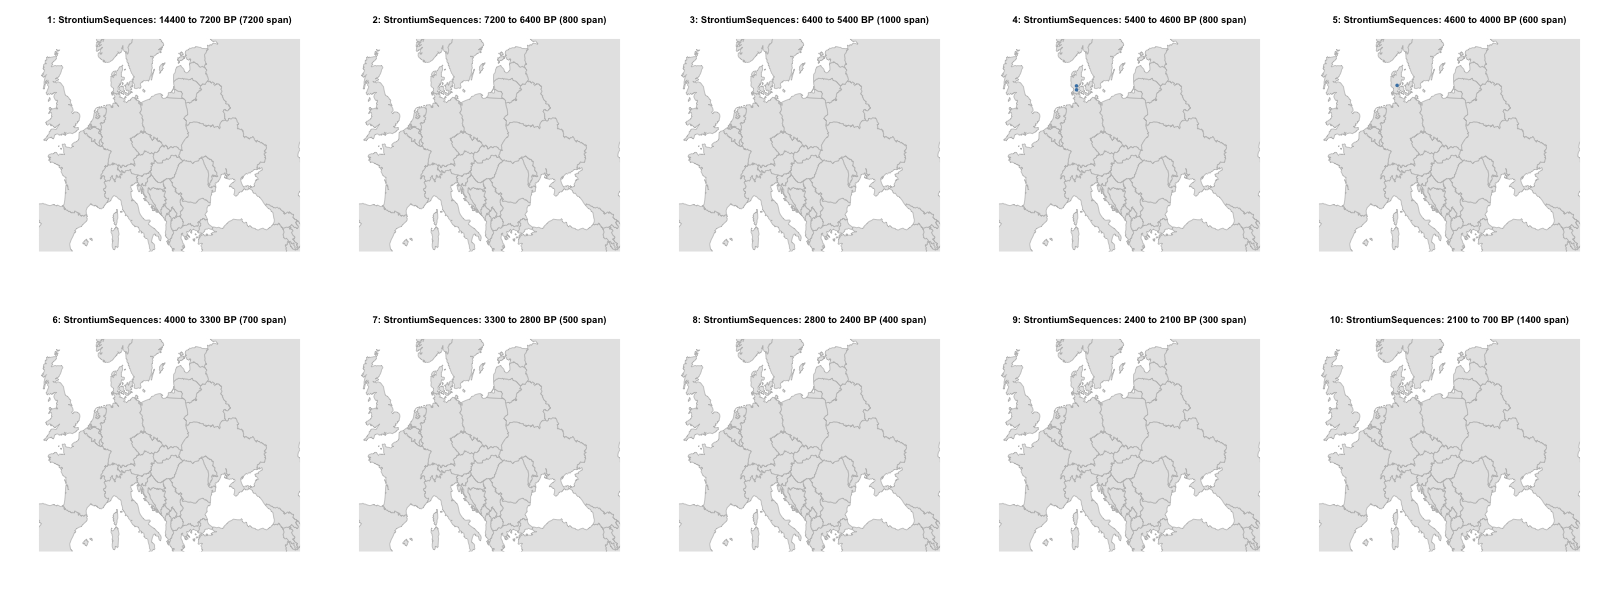 1: StrontiumSequences: 14400 to 7200 BP (7200 span)
2: StrontiumSequences: 7200 to 6400 BP (800 span)
3: StrontiumSequences: 6400 to 5400 BP (1000 span)
4: StrontiumSequences: 5400 to 4600 BP (800 span)
5: StrontiumSequences: 4600 to 4000 BP (600 span)
6: StrontiumSequences: 4000 to 3300 BP (700 span)
7: StrontiumSequences: 3300 to 2800 BP (500 span)
8: StrontiumSequences: 2800 to 2400 BP (400 span)
9: StrontiumSequences: 2400 to 2100 BP (300 span)
10: StrontiumSequences: 2100 to 700 BP (1400 span)